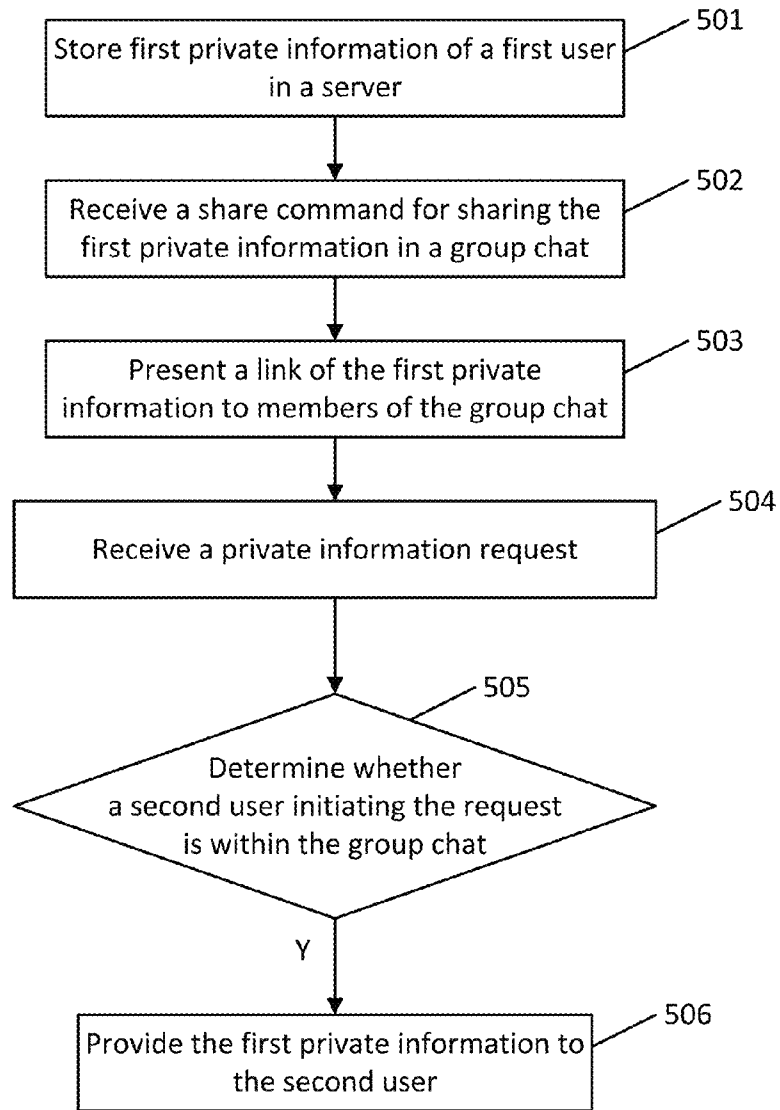 501
Store first private information of a first user
in a server
502
Receive a share command for sharing the
first private information in a group chat
503
Present a link of the first private
information to members of the group chat
504
Receive a private information request
505
Determine whether
a second user initiating the request
is within the group chat
Y
506
Provide the first private information to
the second user